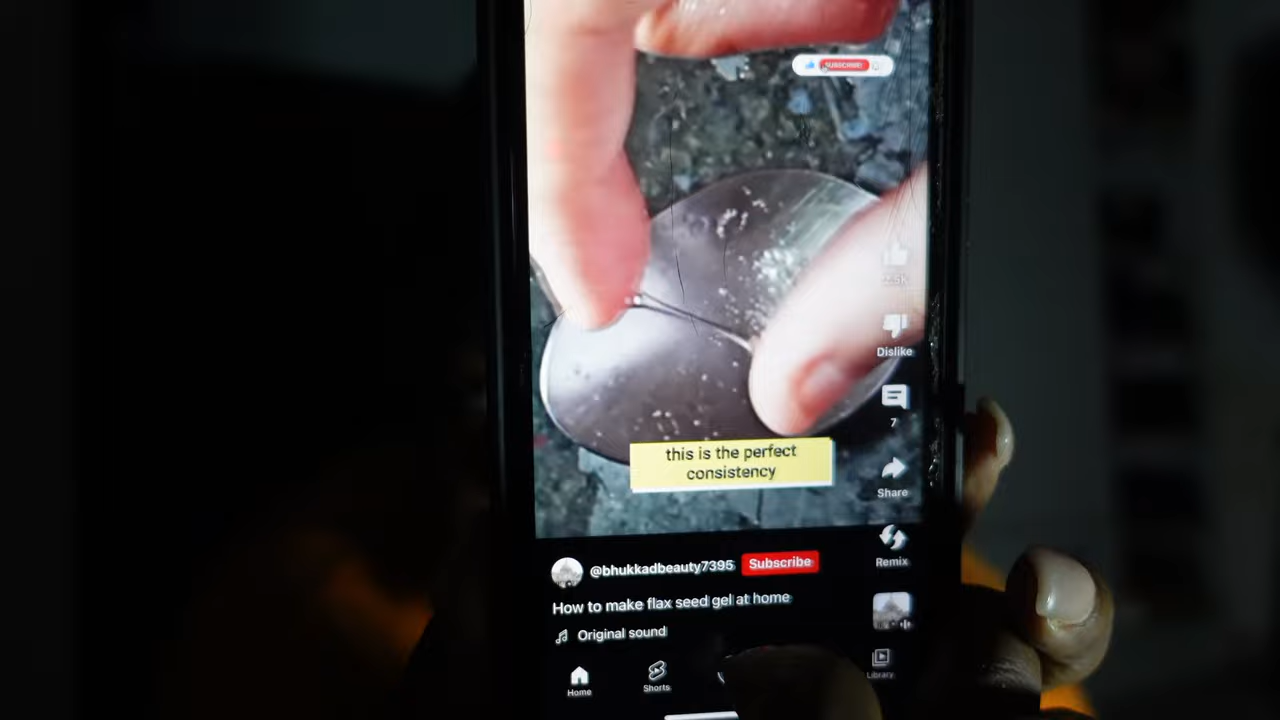 SUBSCRIBE!
Dislike
this is the perfect
consistency
7
Share
@bhukkadbeauty7395 Subscribe
Remix
How to make flax seed gel at home
Original sound
Home
Shorts
Library